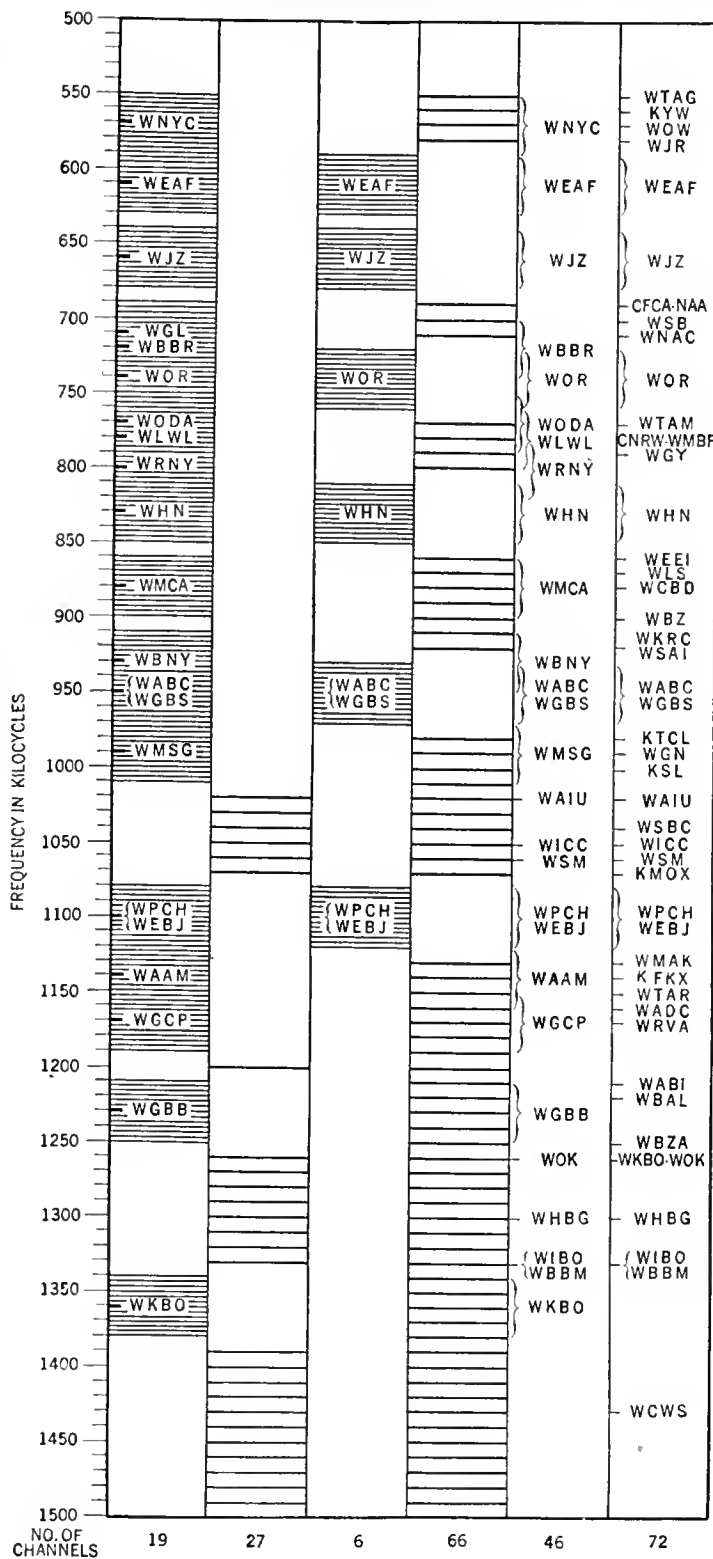 FREQUENCY IN KILOCYCLES
500
550
600
650
700
750
800
850
900
950
1000
1050
1100
1150
1200
1250
1300
1350
1400
1450
1500
WNYC
WEAF
WJZ
WGL
WBBR
WOR
WODA
WLWL
WRNY
WHN
WMCA
WBNY
WABC
WGBS
WMSG
WPCH
WEBJ
WAAM
WGCP
WGBB
WKBO
WEAF
WJZ
WOR
WHN
WABC
WGBS
WPCH
WEBJ
WNYC
WEAF
WJZ
WBBR
WOR
WODA
WLWL
WRNY
WHN
WMCA
WBNY
WABC
WGBS
WMSG
WAIU
WICC
WSM
WPCH
WEBJ
WAAM
WGCP
WGBB
WOK
WHBG
WIBO
WBBM
WKBO
WTAG
KYW
WOW
WJR
WEAF
WJZ
CFCA-NAA
WSB
WNAC
WOR
WTAM
CNRW-WMBF
WGY
WHN
WEEI
WLS
WCBD
WBZ
WKRC
WSAI
WABC
WGBS
KTCL
WGN
KSL
WAIU
WSBC
WICC
WSM
KMOX
WPCH
WEBJ
WMAK
KFKX
WTAR
WADC
WRVA
WABI
WBAL
WBZA
WKBO-WOK
WHBG
WIBO
WBBM
WCWS
NO. OF
CHANNELS
19
27
6
66
46
72